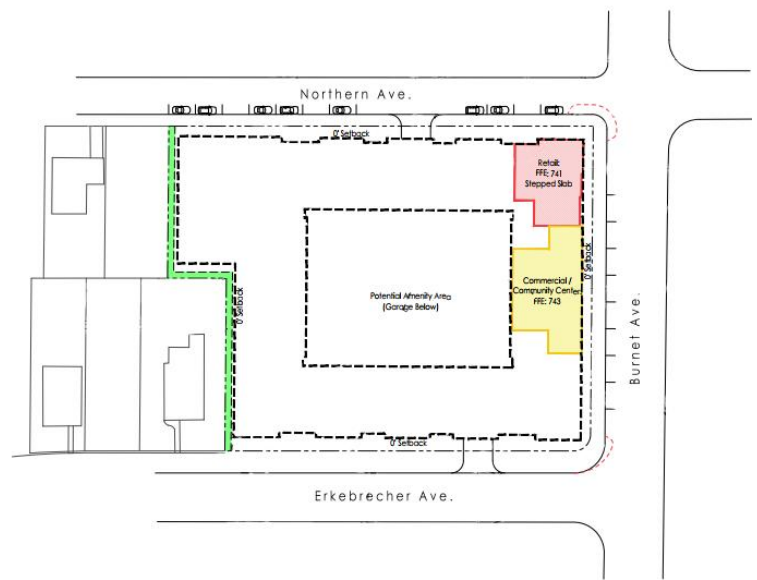 Northern Ave.
0' Setback
Retail:
FFE: 741
Stepped Slab
0' Setback
Commercial /
Community Center
FFE: 743
Potential Amenity Area
(Garage Below)
0' Setback
Burnet Ave.
0' Setback
Erkebrecher Ave.